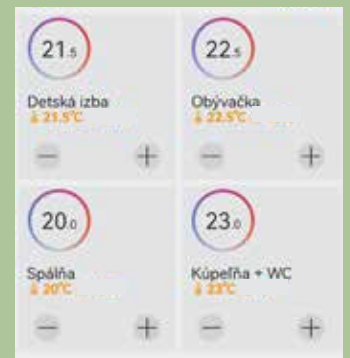 21.5
22.5
Detská izba
21.5°C
Obývačka
22.5°C
— +
— +
20.0
23.0
Spálňa
20°C
Kúpeľňa + WC
23°C
— +
— +